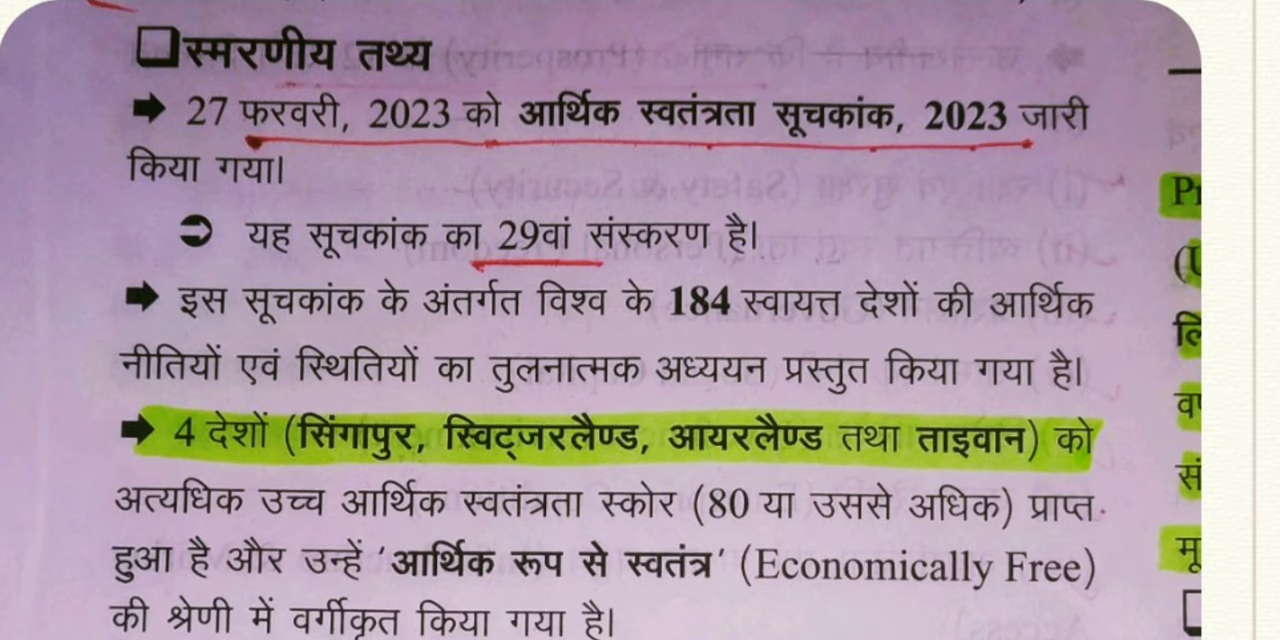 ❑स्मरणीय तथ्य
➡ 27 फरवरी, 2023 को आर्थिक स्वतंत्रता सूचकांक, 2023 जारी
किया गया।
➲ यह सूचकांक का 29वां संस्करण है।
➡ इस सूचकांक के अंतर्गत विश्व के 184 स्वायत्त देशों की आर्थिक
नीतियों एवं स्थितियों का तुलनात्मक अध्ययन प्रस्तुत किया गया है।
➡ 4 देशों (सिंगापुर, स्विट्जरलैण्ड, आयरलैण्ड तथा ताइवान) को
अत्यधिक उच्च आर्थिक स्वतंत्रता स्कोर (80 या उससे अधिक) प्राप्त
हुआ है और उन्हें 'आर्थिक रूप से स्वतंत्र' (Economically Free)
की श्रेणी में वर्गीकृत किया गया है।